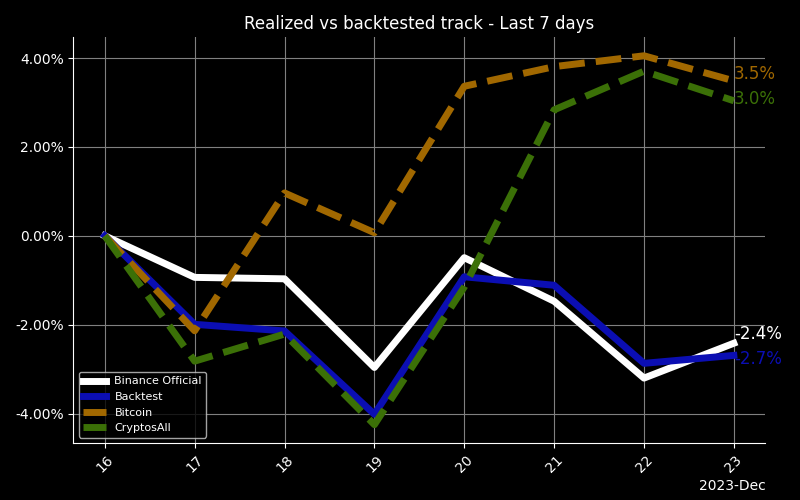 Realized vs backtested track - Last 7 days
4.00%
2.00%
0.00%
-2.00%
-4.00%
3.5%
3.0%
-2.4%
-2.7%
Binance Official
Backtest
Bitcoin
CryptosAll
16 17 18 19 20 21 22 23
2023-Dec